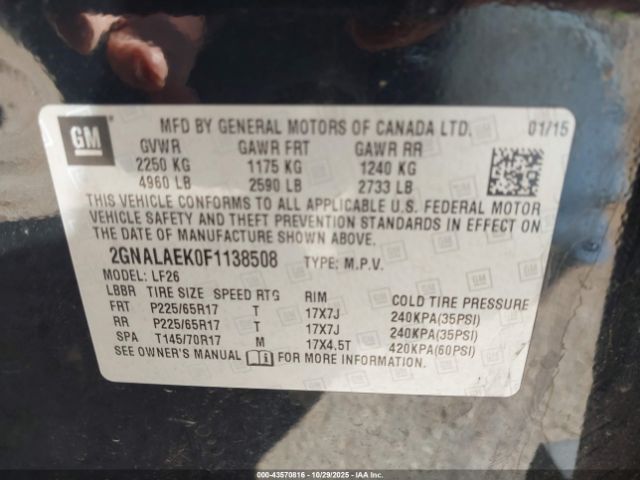 GM
MFD BY GENERAL MOTORS OF CANADA LTD. 01/15
GVWR GAWR FRT GAWR RR
2250 KG 1175 KG 1240 KG
4960 LB 2590 LB 2733 LB
THIS VEHICLE CONFORMS TO ALL APPLICABLE U.S. FEDERAL MOTOR
VEHICLE SAFETY AND THEFT PREVENTION STANDARDS IN EFFECT ON
THE DATE OF MANUFACTURE SHOWN ABOVE.
2GNALAEK0F1138508 TYPE: M.P.V.
MODEL: LF26
LBBR TIRE SIZE SPEED RTG RIM COLD TIRE PRESSURE
FRT P225/65R17 T 17X7J 240KPA(35PSI)
RR P225/65R17 T 17X7J 240KPA(35PSI)
SPA T145/70R17 M 17X4.5T 420KPA(60PSI)
SEE OWNER'S MANUAL FOR ADDITIONAL INFORMATION.
000-43570816 - 10/29/2025 - COPYRIGHT IAA, LLC